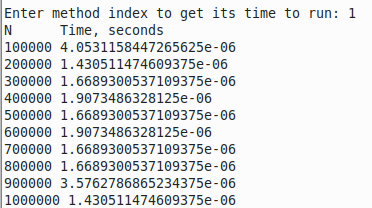 Enter method index to get its time to run: 1
N      Time, seconds
100000 4.0531158447265625e-06
200000 1.430511474609375e-06
300000 1.6689300537109375e-06
400000 1.9073486328125e-06
500000 1.6689300537109375e-06
600000 1.9073486328125e-06
700000 1.6689300537109375e-06
800000 1.6689300537109375e-06
900000 3.5762786865234375e-06
1000000 1.430511474609375e-06